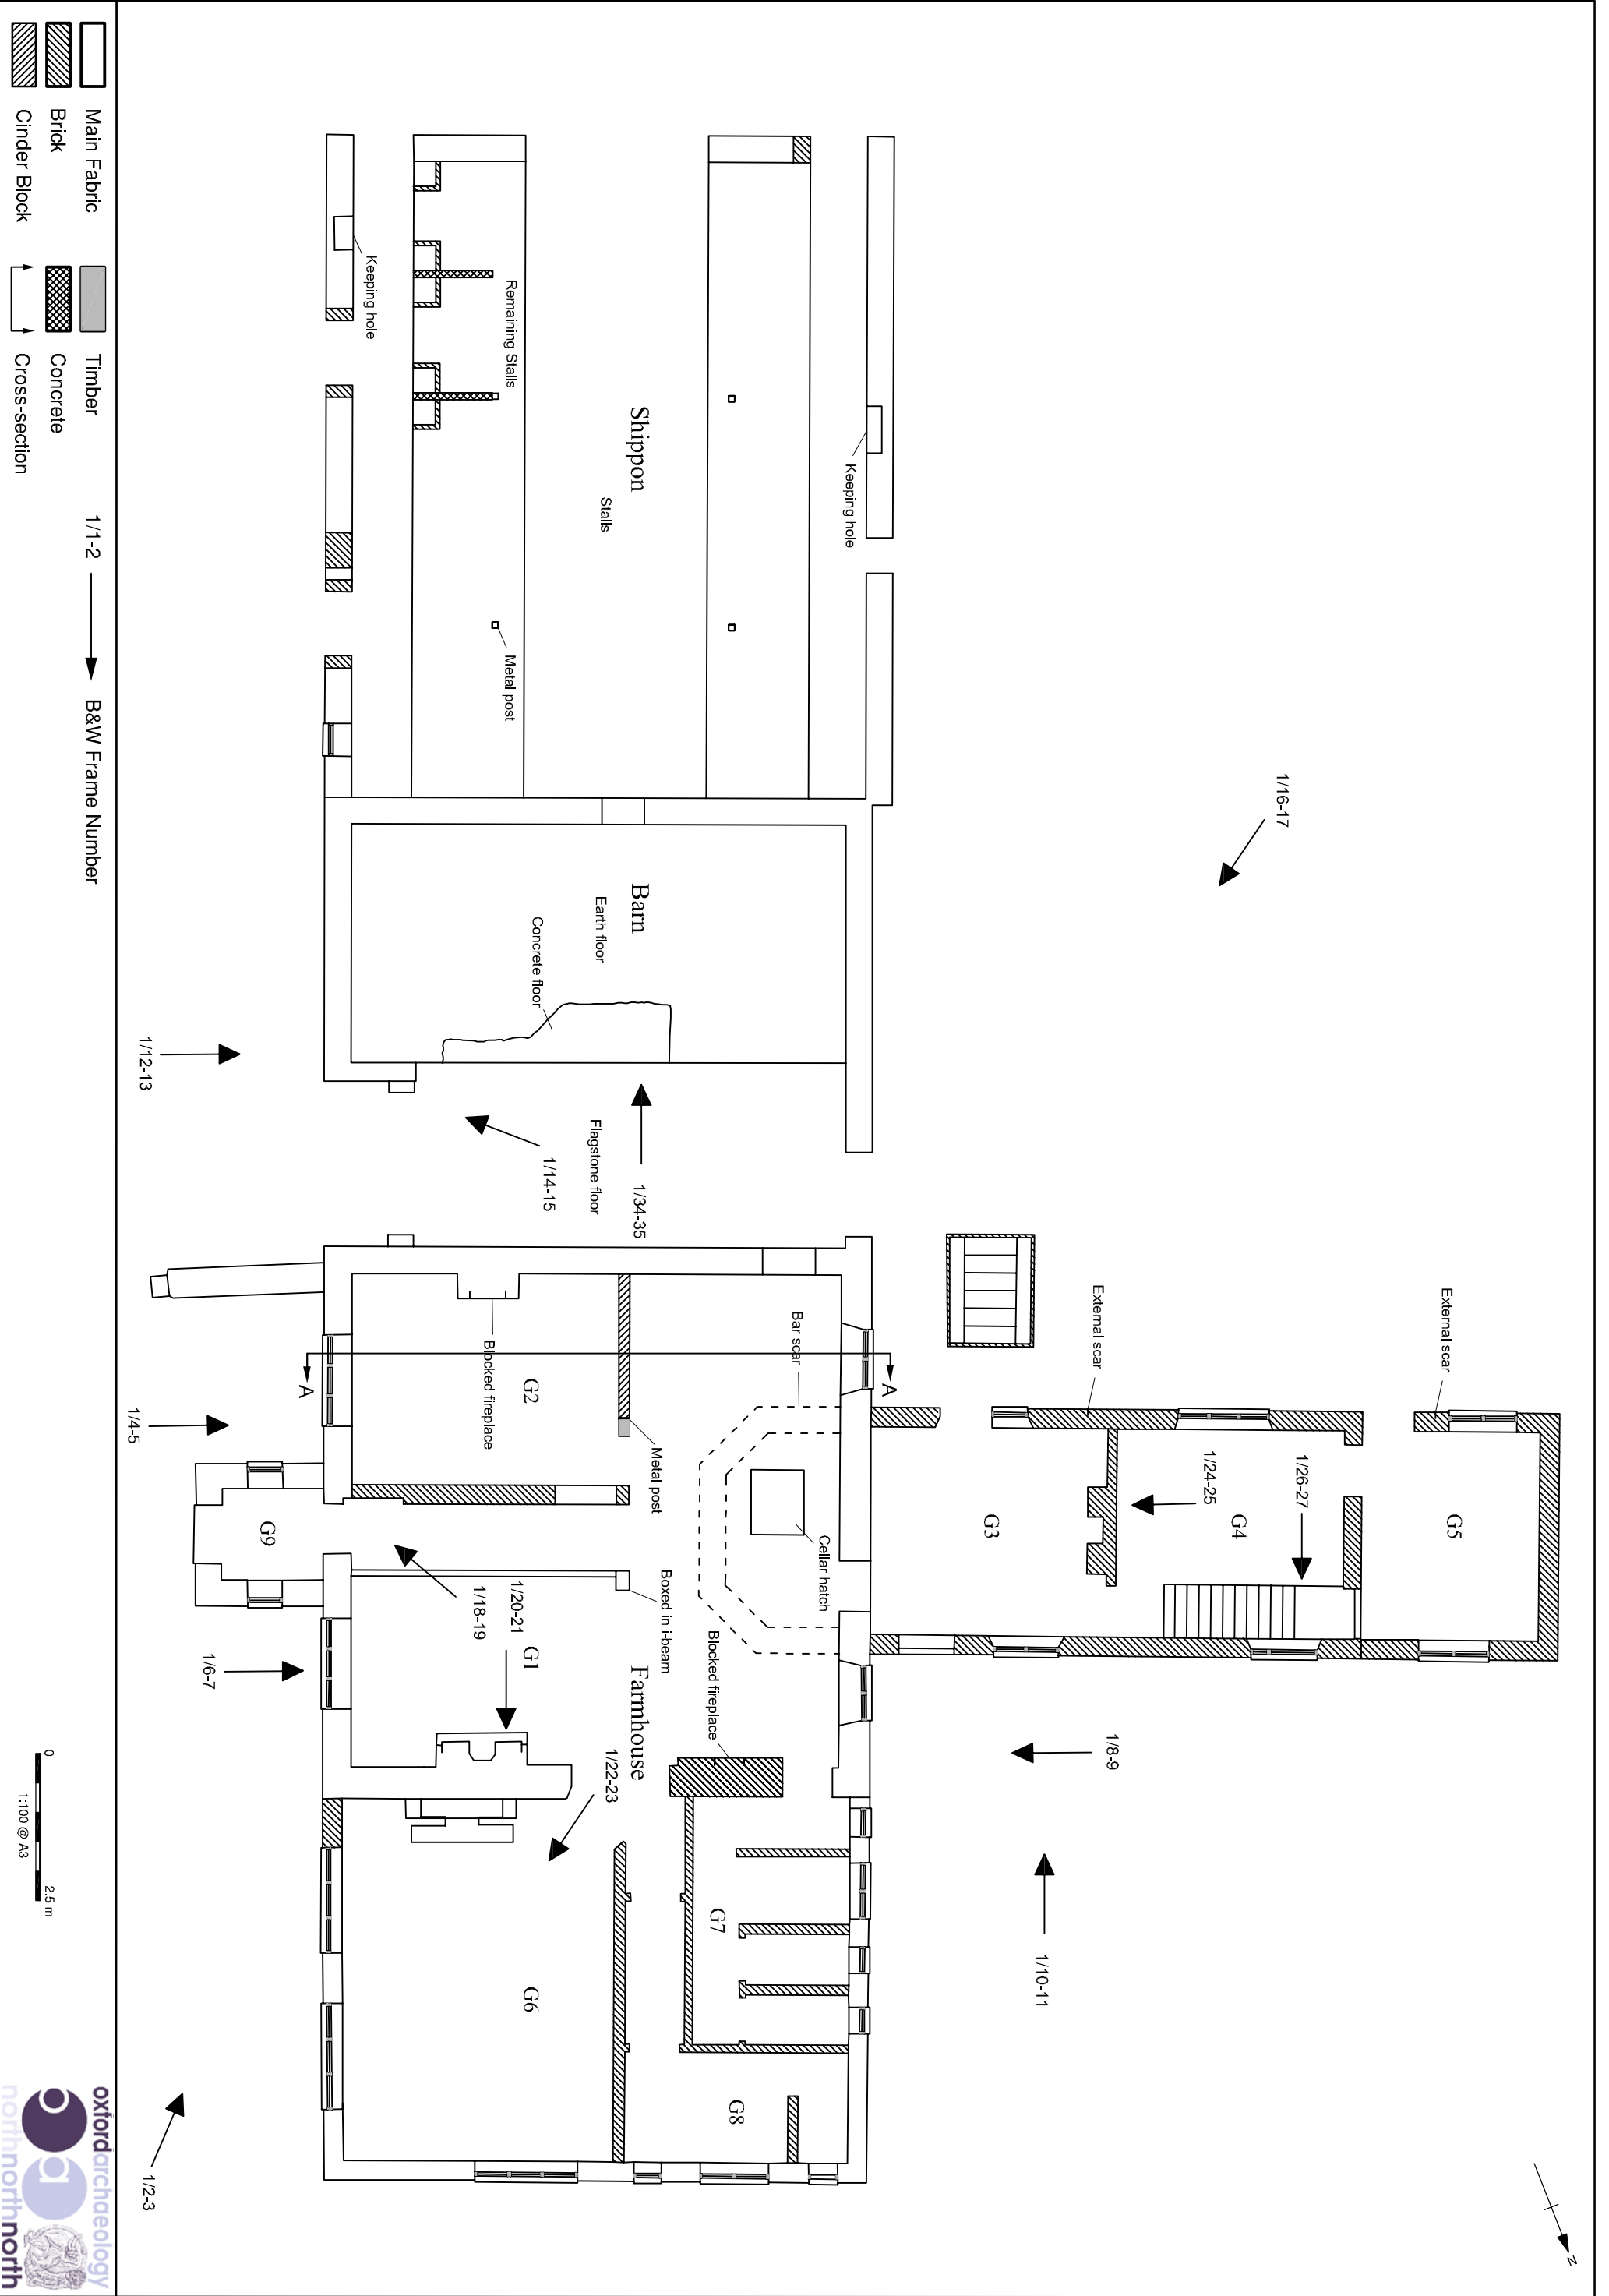 1/16-17
External scar
External scar
1/24-25
1/26-27
G3
G4
G5
1/8-9
1/10-11
N
Keeping hole
Shippon
Stalls
Remaining Stalls
Keeping hole
Metal post
Barn
Earth floor
Concrete floor
Flagstone floor
1/34-35
1/14-15
1/12-13
Bar scar
A
A
G2
Blocked fireplace
Metal post
Cellar hatch
Boxed in I-beam
Blocked fireplace
Farmhouse
G1
1/20-21
1/18-19
1/22-23
G9
G7
G6
G8
1/4-5
1/6-7
1/2-3
Main Fabric
Brick
Cinder Block
Timber
Concrete
Cross-section
1/1-2
B&W Frame Number
0
2.5 m
1:100 @ A3
oxfordarchaeology
northnorthnorth